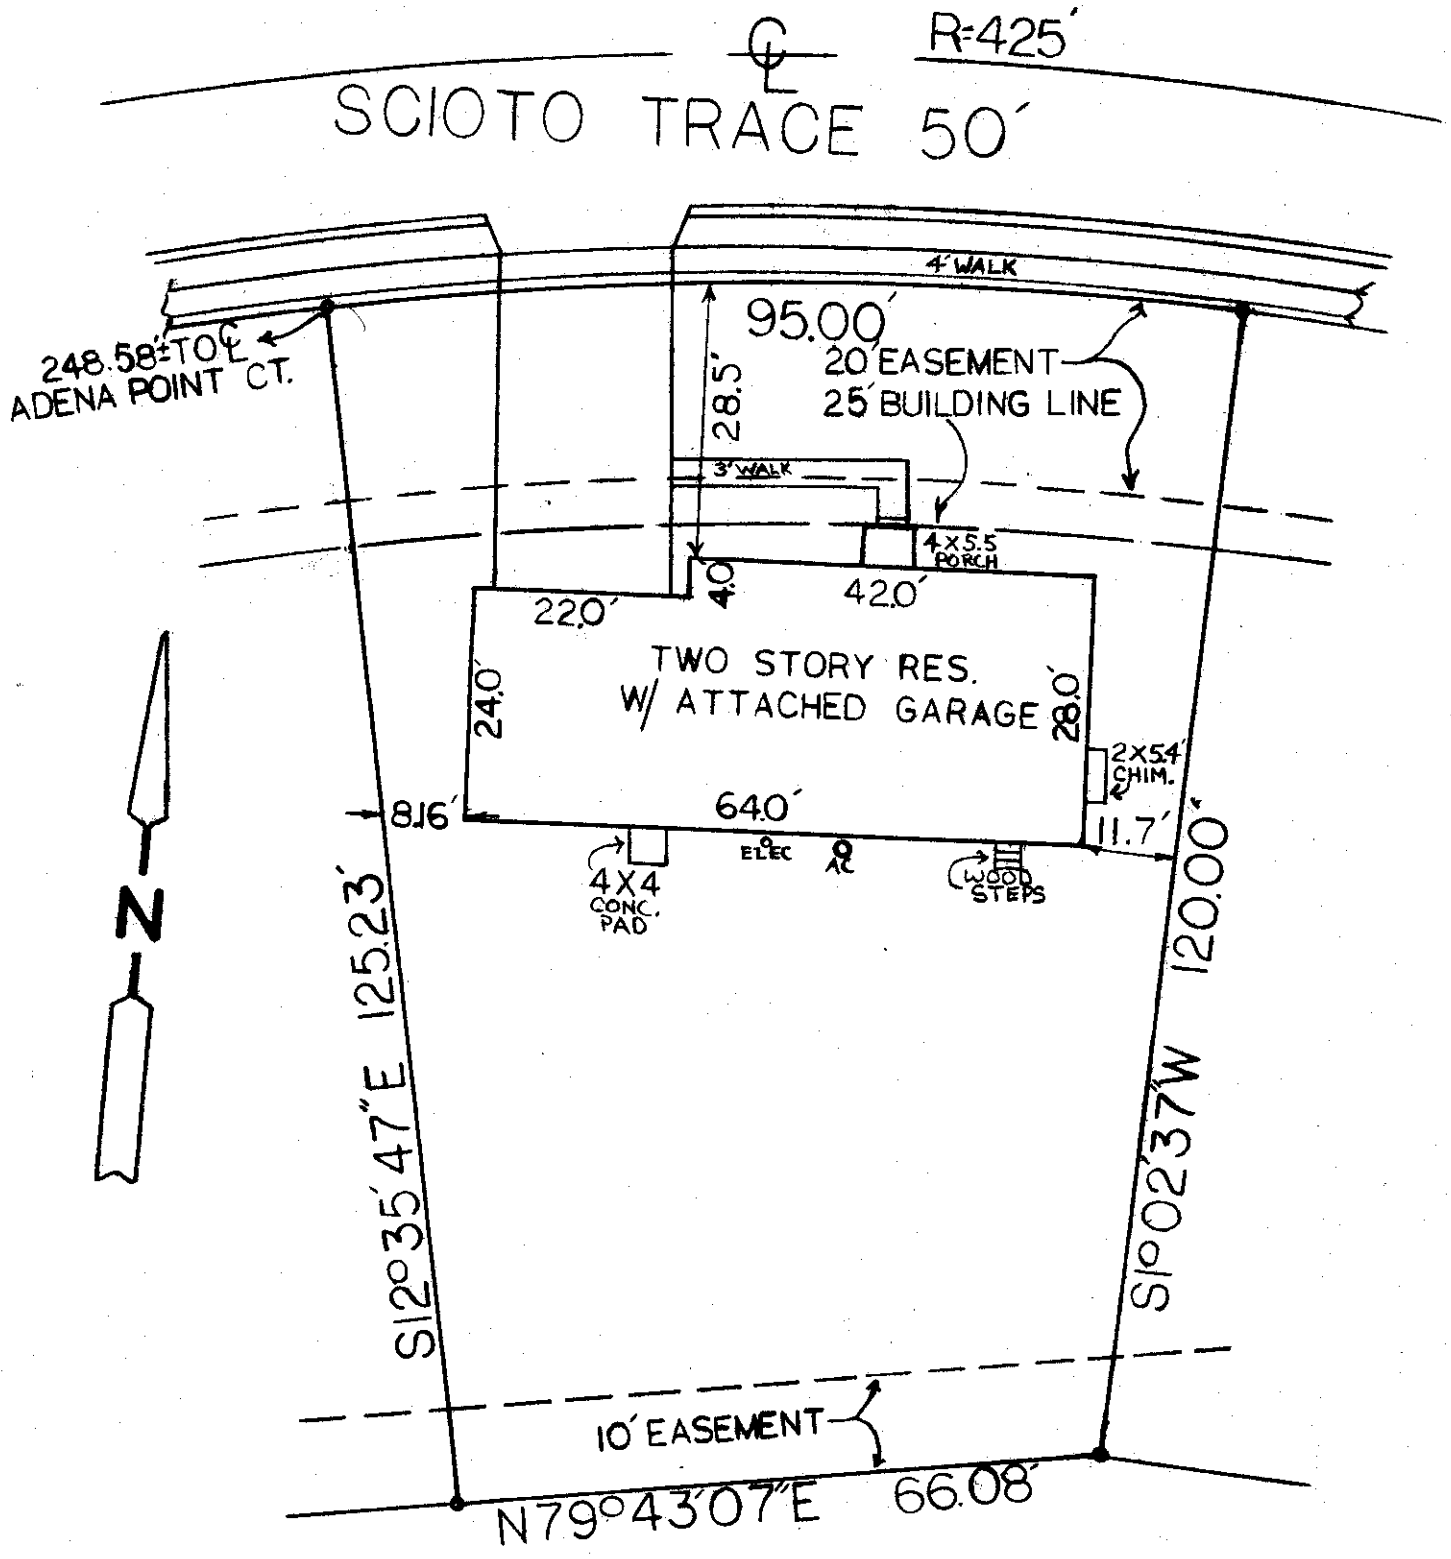 R=425'
SCIOTO TRACE 50'
4' WALK
95.00'
248.58'± TO ℄
ADENA POINT CT.
20' EASEMENT
25' BUILDING LINE
28.5'
3' WALK
4 X 5.5
PORCH
4.0'
22.0'
42.0'
TWO STORY RES.
W/ ATTACHED GARAGE
24.0'
28.0'
2 X 5.4'
CHIM.
8.16'
64.0'
11.7'
ELEC
AC
4 X 4
CONC.
PAD
WOOD
STEPS
N
S12°35'47"E 125.23'
S1°02'37"W 120.00'
10' EASEMENT
N79°43'07"E 66.08'